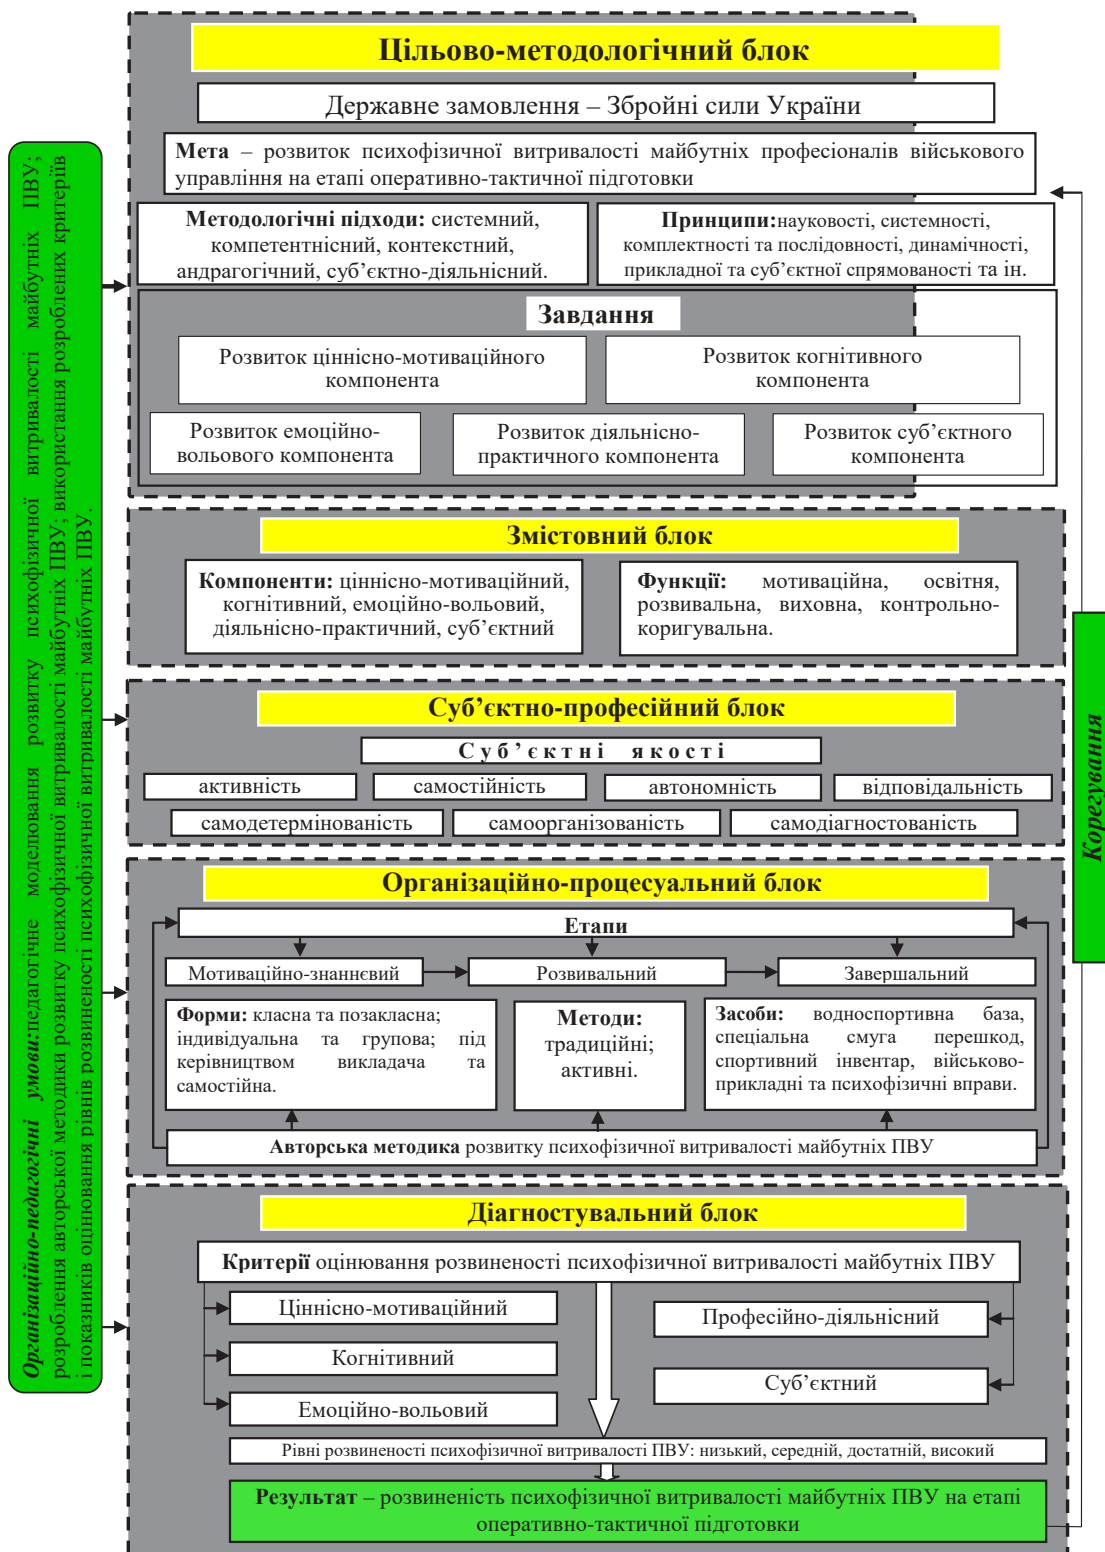 Цільово-методологічний блок
Державне замовлення – Збройні сили України
Мета – розвиток психофізичної витривалості майбутніх професіоналів військового
управління на етапі оперативно-тактичної підготовки
Методологічні підходи: системний,
компетентнісний, контекстний,
андрагогічний, суб’єктно-діяльнісний.
Принципи:науковості, системності,
комплектності та послідовності, динамічності,
прикладної та суб’єктної спрямованості та ін.
Завдання
Розвиток ціннісно-мотиваційного
компонента
Розвиток когнітивного
компонента
Розвиток емоційно-
вольового компонента
Розвиток діяльнісно-
практичного компонента
Розвиток суб’єктного
компонента
Організаційно-педагогічні умови:педагогічне моделювання розвитку психофізичної витривалості майбутніх ПВУ;
розроблення авторської методики розвитку психофізичної витривалості майбутніх ПВУ; використання розроблених критеріїв
і показників оцінювання рівнів розвиненості психофізичної витривалості майбутніх ПВУ.
Змістовний блок
Компоненти: ціннісно-мотиваційний,
когнітивний, емоційно-вольовий,
діяльнісно-практичний, суб’єктний
Функції: мотиваційна, освітня,
розвивальна, виховна, контрольно-
коригувальна.
Суб’єктно-професійний блок
Суб’єктні якості
активність
самостійність
автономність
відповідальність
самодетермінованість
самоорганізованість
самодіагностованість
Корегування
Організаційно-процесуальний блок
Етапи
Мотиваційно-знаннєвий
Розвивальний
Завершальний
Форми: класна та позакласна;
індивідуальна та групова; під
керівництвом викладача та
самостійна.
Методи:
традиційні;
активні.
Засоби: водноспортивна база,
спеціальна смуга перешкод,
спортивний інвентар, військово-
прикладні та психофізичні вправи.
Авторська методика розвитку психофізичної витривалості майбутніх ПВУ
Діагностувальний блок
Критерії оцінювання розвиненості психофізичної витривалості майбутніх ПВУ
Ціннісно-мотиваційний
Професійно-діяльнісний
Когнітивний
Суб’єктний
Емоційно-вольовий
Рівні розвиненості психофізичної витривалості ПВУ: низький, середній, достатній, високий
Результат – розвиненість психофізичної витривалості майбутніх ПВУ на етапі
оперативно-тактичної підготовки